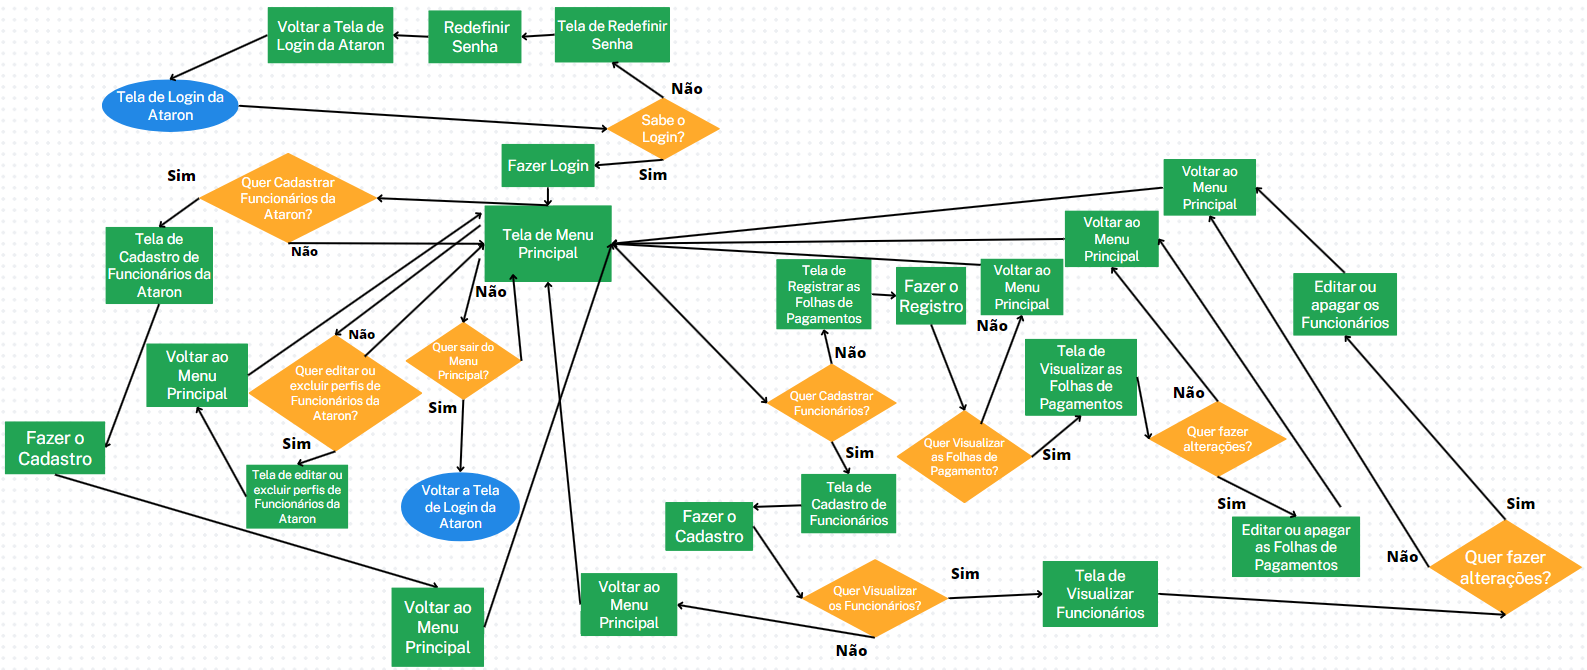 Voltar a Tela de
Login da Ataron
Redefinir
Senha
Tela de Redefinir
Senha
Não
Tela de Login da
Ataron
Sabe o
Login?
Fazer Login
Sim
Sim
Quer Cadastrar
Funcionários da
Ataron?
Não
Tela de
Cadastro de
Funcionários da
Ataron
Tela de Menu
Principal
Voltar ao
Menu
Principal
Voltar ao
Menu
Principal
Voltar ao
Menu
Principal
Tela de
Registrar as
Folhas de
Pagamentos
Fazer o
Registro
Editar ou
apagar os
Funcionários
Não
Não
Não
Não
Voltar ao
Menu
Principal
Quer editar ou
excluir perfis de
Funcionários da
Ataron?
Quer sair do
Menu
Principal?
Tela de
Visualizar as
Folhas de
Pagamentos
Não
Quer Cadastrar
Funcionários?
Sim
Sim
Fazer o
Cadastro
Quer Visualizar
as Folhas de
Pagamento?
Sim
Sim
Quer fazer
alterações?
Tela de editar ou
excluir perfis de
Funcionários da
Ataron
Voltar a Tela
de Login da
Ataron
Tela de
Cadastro de
Funcionários
Sim
Sim
Fazer o
Cadastro
Editar ou apagar
as Folhas de
Pagamentos
Não
Quer fazer
alterações?
Voltar ao
Menu
Principal
Voltar ao
Menu
Principal
Quer Visualizar
os Funcionários?
Sim
Tela de
Visualizar
Funcionários
Não